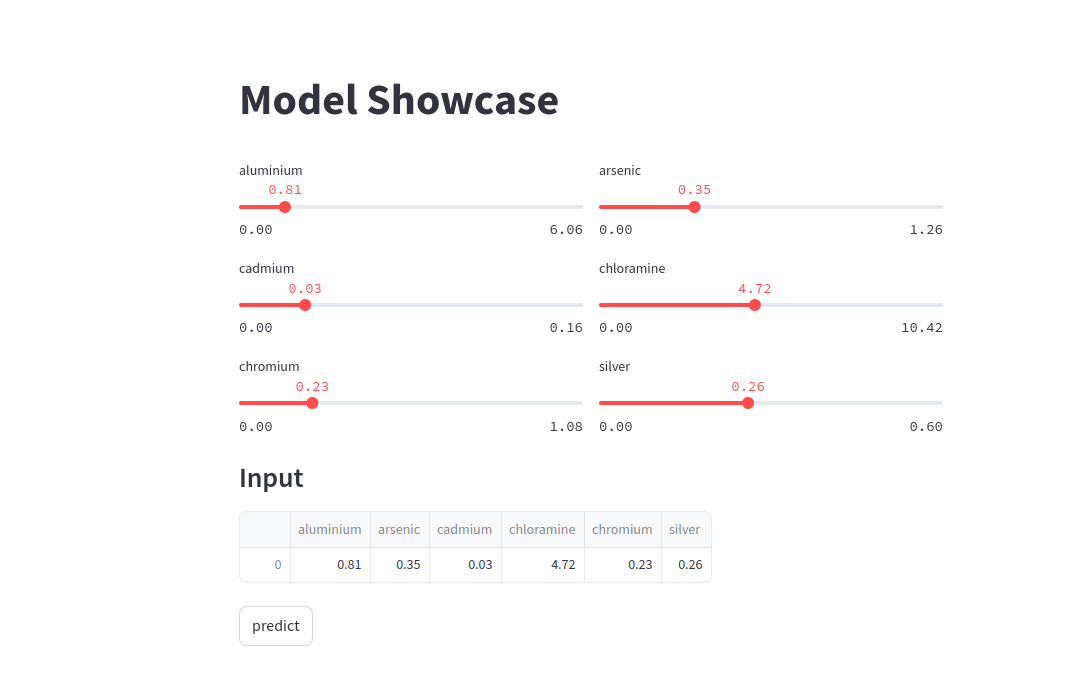 Model Showcase
aluminium
0.81
0.00 6.06
arsenic
0.35
0.00 1.26
cadmium
0.03
0.00 0.16
chloramine
4.72
0.00 10.42
chromium
0.23
0.00 1.08
silver
0.26
0.00 0.60
Input
aluminium arsenic cadmium chloramine chromium silver
0 0.81 0.35 0.03 4.72 0.23 0.26
predict